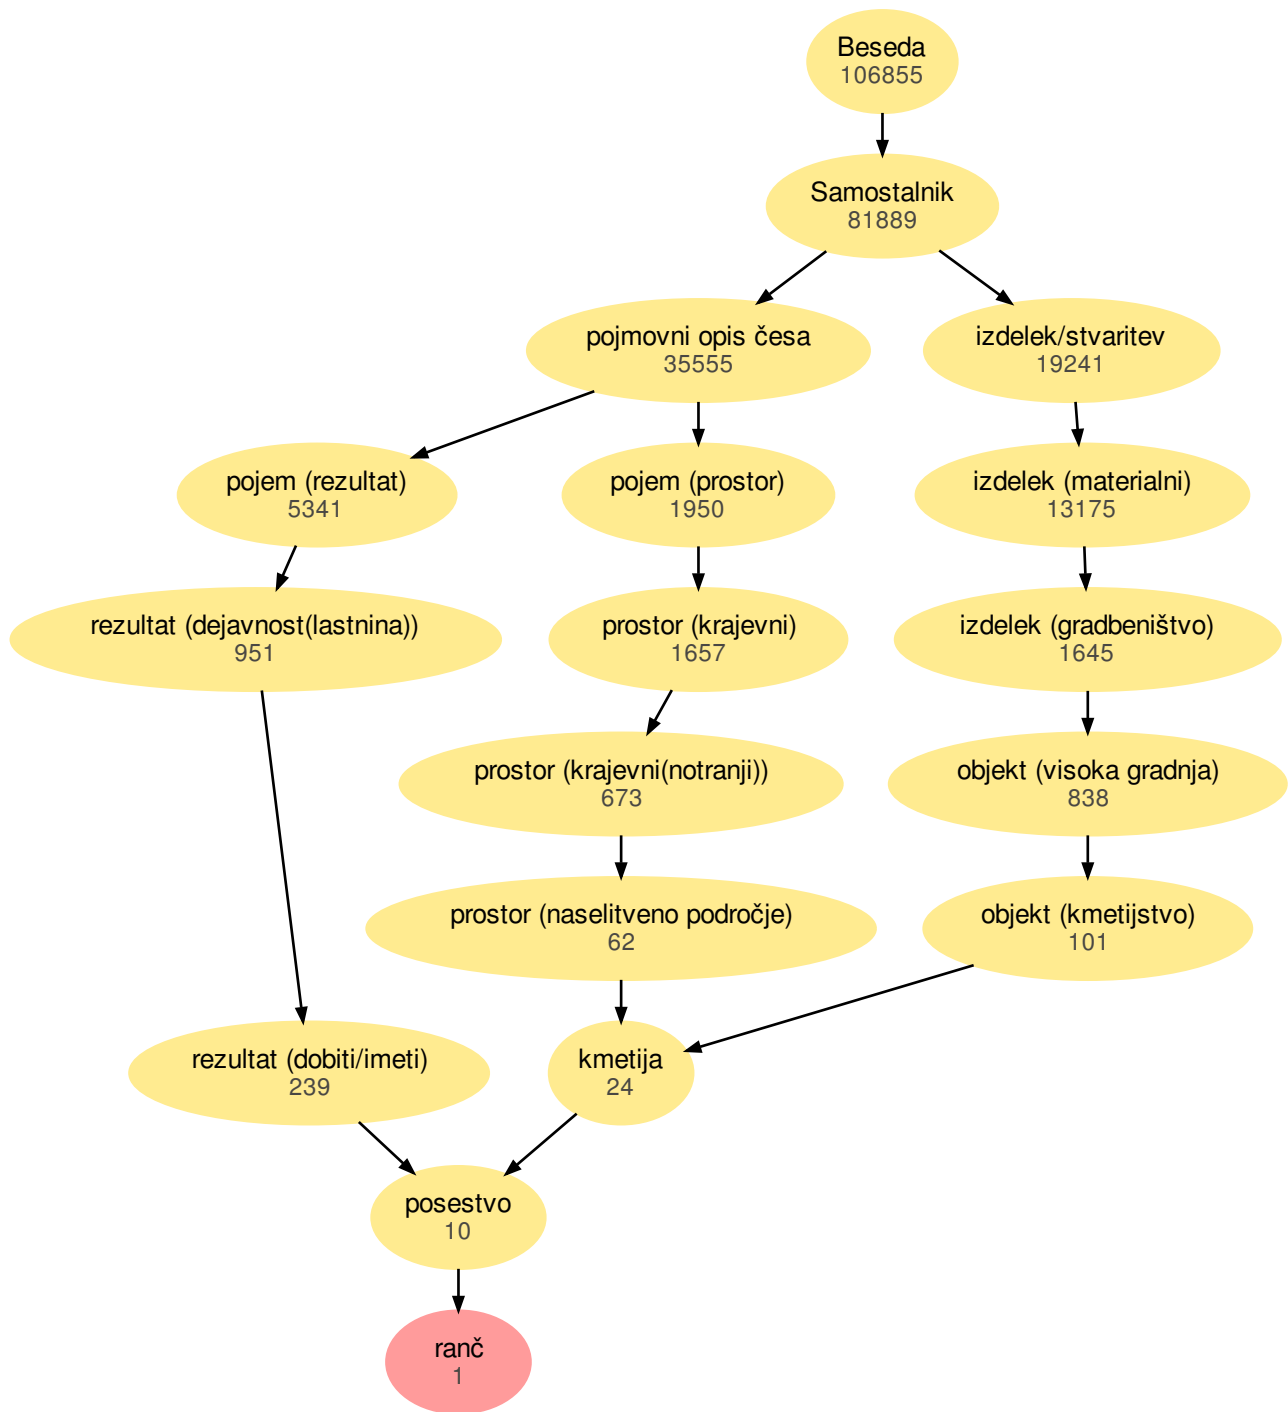 Beseda
106855
Samostalnik
81889
pojmovni opis česa
35555
izdelek/stvaritev
19241
pojem (rezultat)
5341
pojem (prostor)
1950
izdelek (materialni)
13175
rezultat (dejavnost(lastnina))
951
prostor (krajevni)
1657
izdelek (gradbeništvo)
1645
prostor (krajevni(notranji))
673
objekt (visoka gradnja)
838
prostor (naselitveno področje)
62
objekt (kmetijstvo)
101
rezultat (dobiti/imeti)
239
kmetija
24
posestvo
10
ranč
1